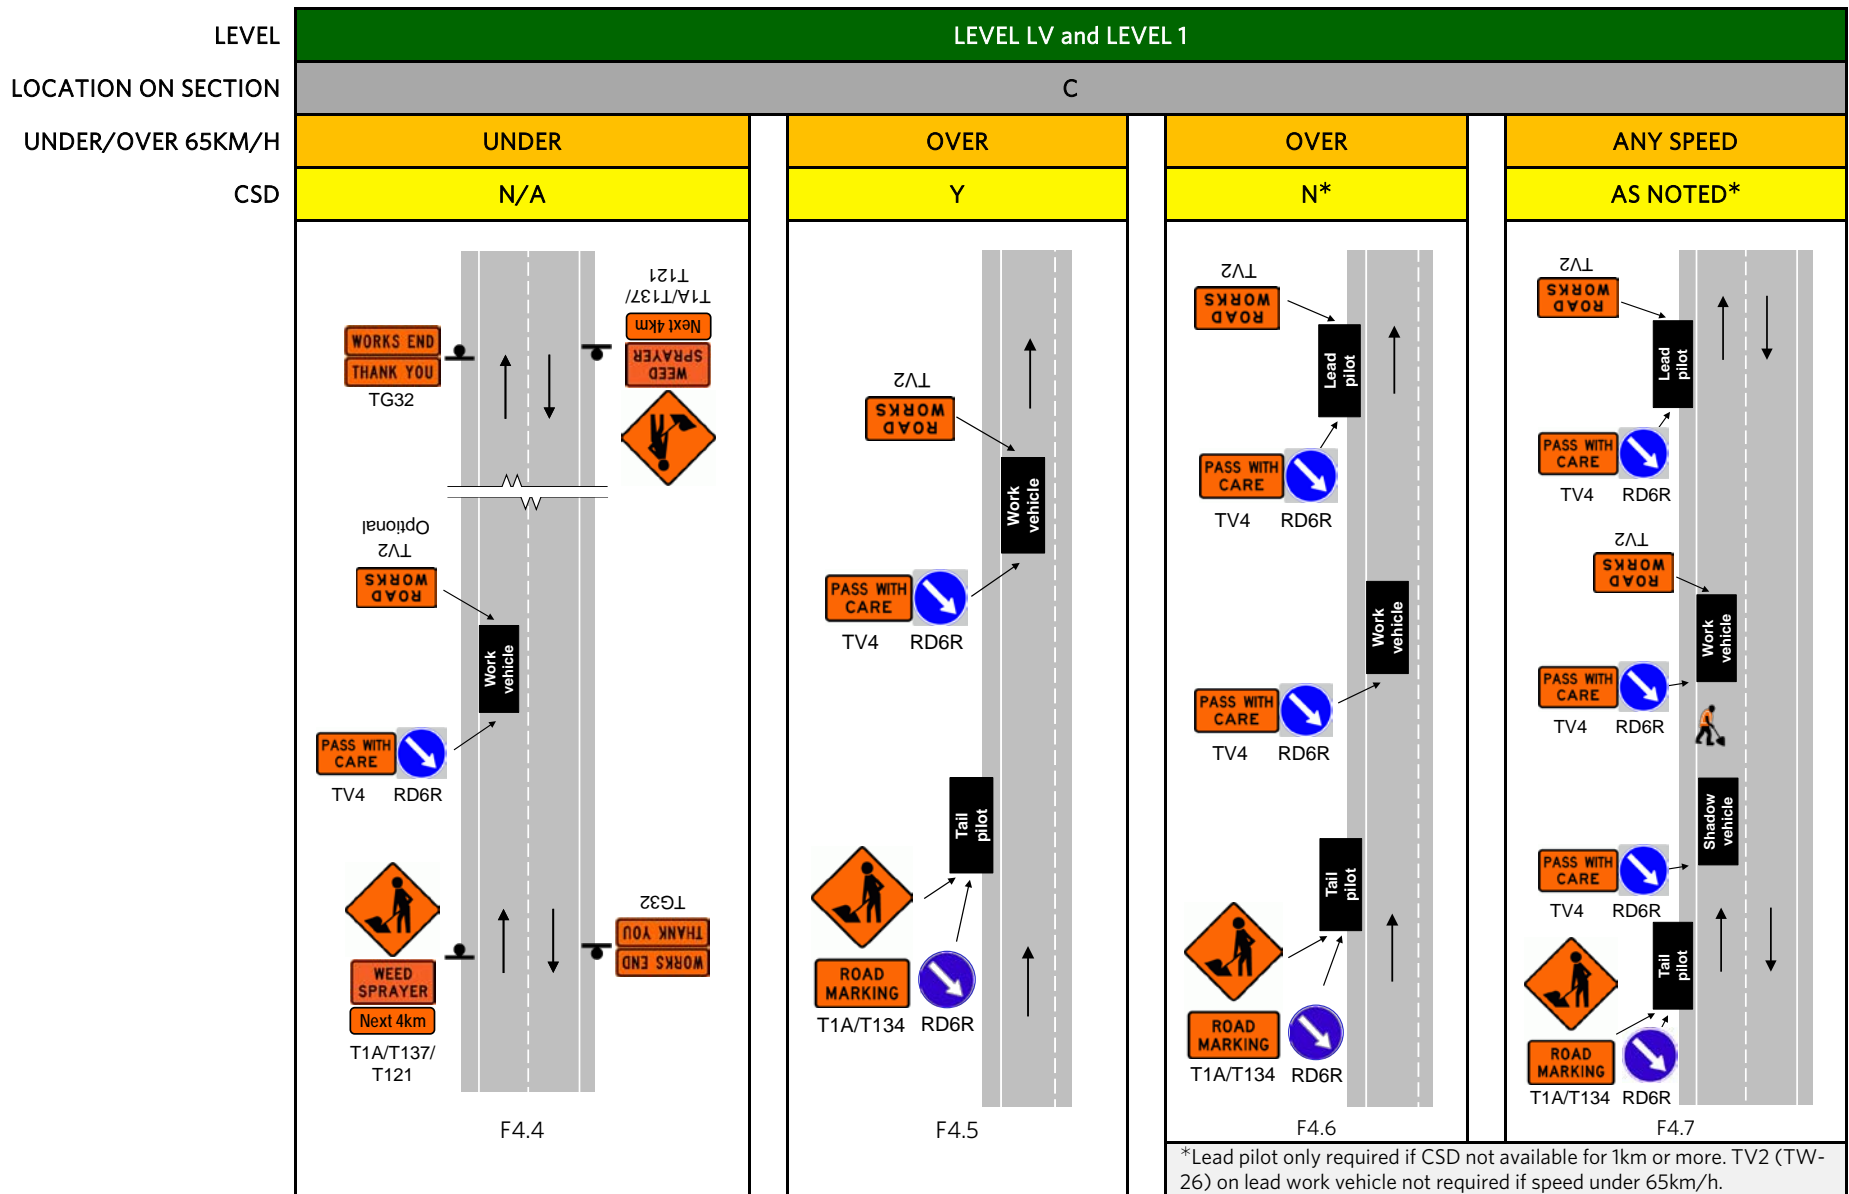 LEVEL
LEVEL LV and LEVEL 1
LOCATION ON SECTION
C
UNDER/OVER 65KM/H
UNDER
OVER
OVER
ANY SPEED
CSD
N/A
Y
N*
AS NOTED*
WORKS END
THANK YOU
TG32
T1A/T137/
T121
Next 4km
WEED
SPRAYER
Optional
TV2
ROAD
WORKS
Work
vehicle
PASS WITH
CARE
TV4
RD6R
WEED
SPRAYER
Next 4km
T1A/T137/
T121
TG32
WORKS END
THANK YOU
F4.4
TV2
ROAD
WORKS
Work
vehicle
PASS WITH
CARE
TV4
RD6R
Tail
pilot
ROAD
MARKING
T1A/T134
RD6R
F4.5
TV2
ROAD
WORKS
Lead
pilot
PASS WITH
CARE
TV4
RD6R
Work
vehicle
PASS WITH
CARE
TV4
RD6R
Tail
pilot
ROAD
MARKING
T1A/T134
RD6R
F4.6
TV2
ROAD
WORKS
Lead
pilot
PASS WITH
CARE
TV4
RD6R
TV2
ROAD
WORKS
Work
vehicle
PASS WITH
CARE
TV4
RD6R
Shadow
vehicle
PASS WITH
CARE
TV4
RD6R
Tail
pilot
ROAD
MARKING
T1A/T134
RD6R
F4.7
*Lead pilot only required if CSD not available for 1km or more. TV2 (TW-
26) on lead work vehicle not required if speed under 65km/h.